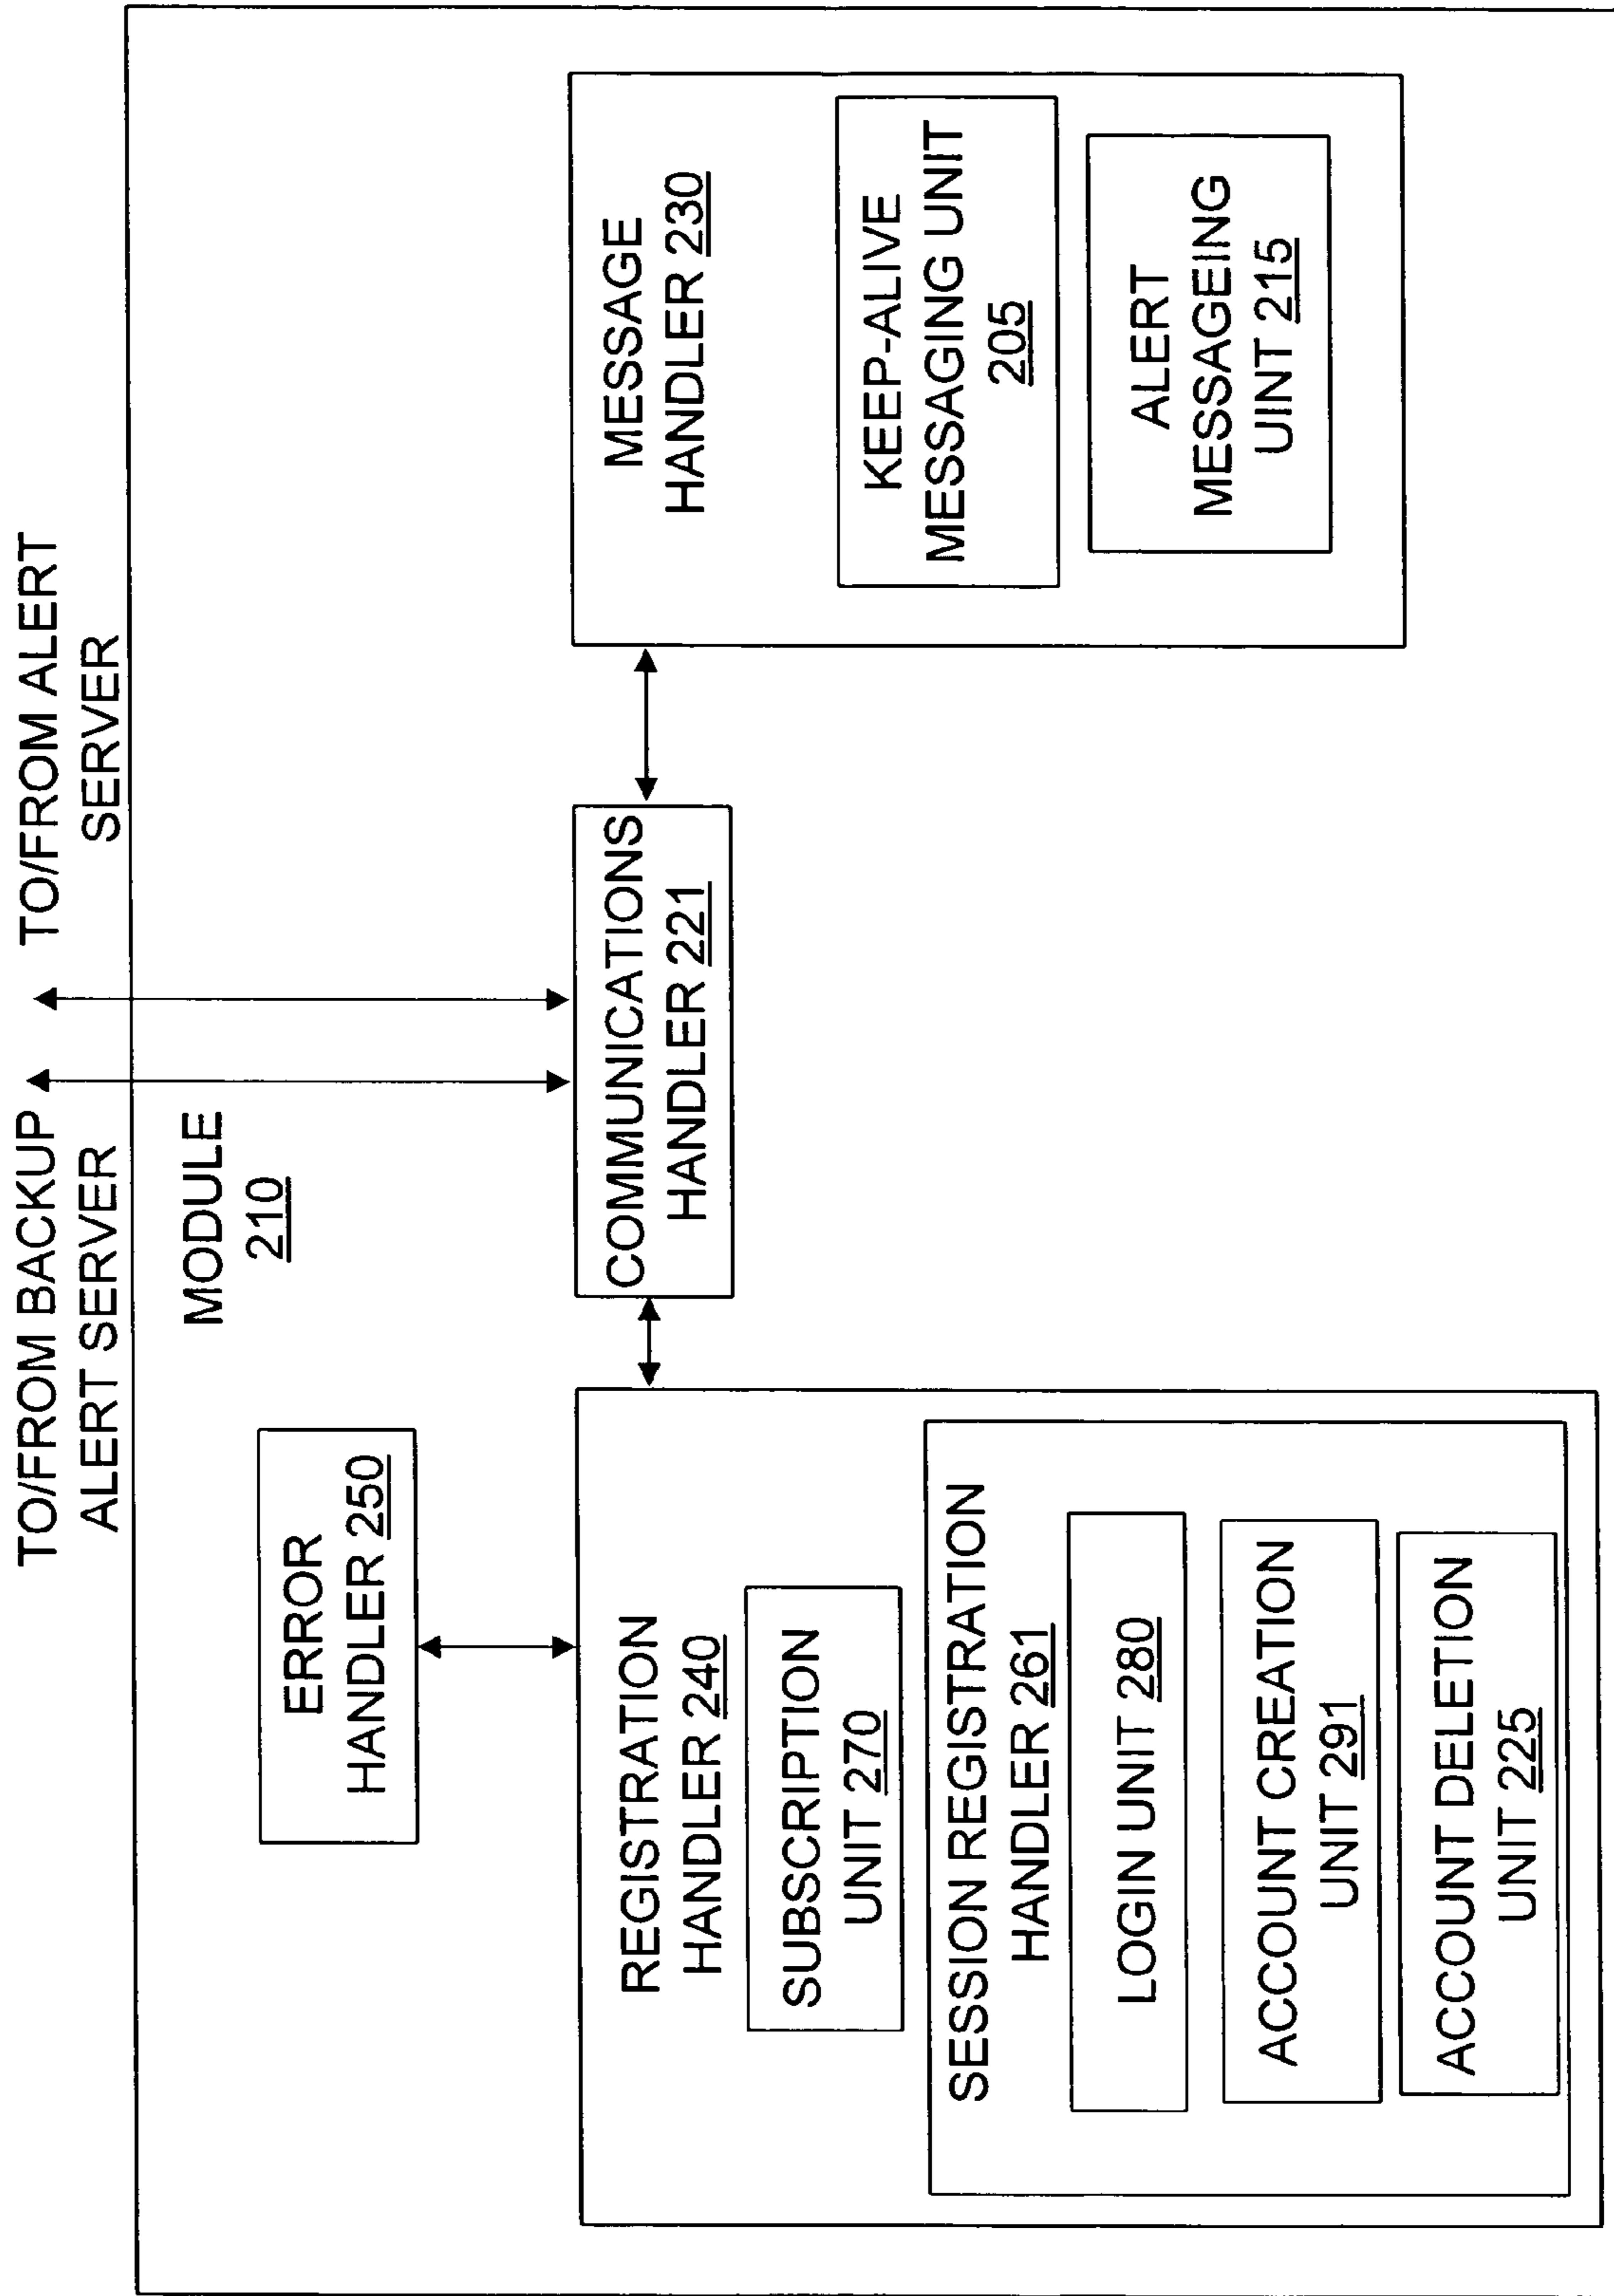 TO/FROM BACKUP
ALERT SERVER
TO/FROM ALERT
SERVER
MODULE
210
ERROR
HANDLER 250
REGISTRATION
HANDLER 240
SUBSCRIPTION
UNIT 270
SESSION REGISTRATION
HANDLER 261
LOGIN UNIT 280
ACCOUNT CREATION
UNIT 291
ACCOUNT DELETION
UNIT 225
COMMUNICATIONS
HANDLER 221
MESSAGE
HANDLER 230
KEEP-ALIVE
MESSAGING UNIT
205
ALERT
MESSAGEING
UINT 215